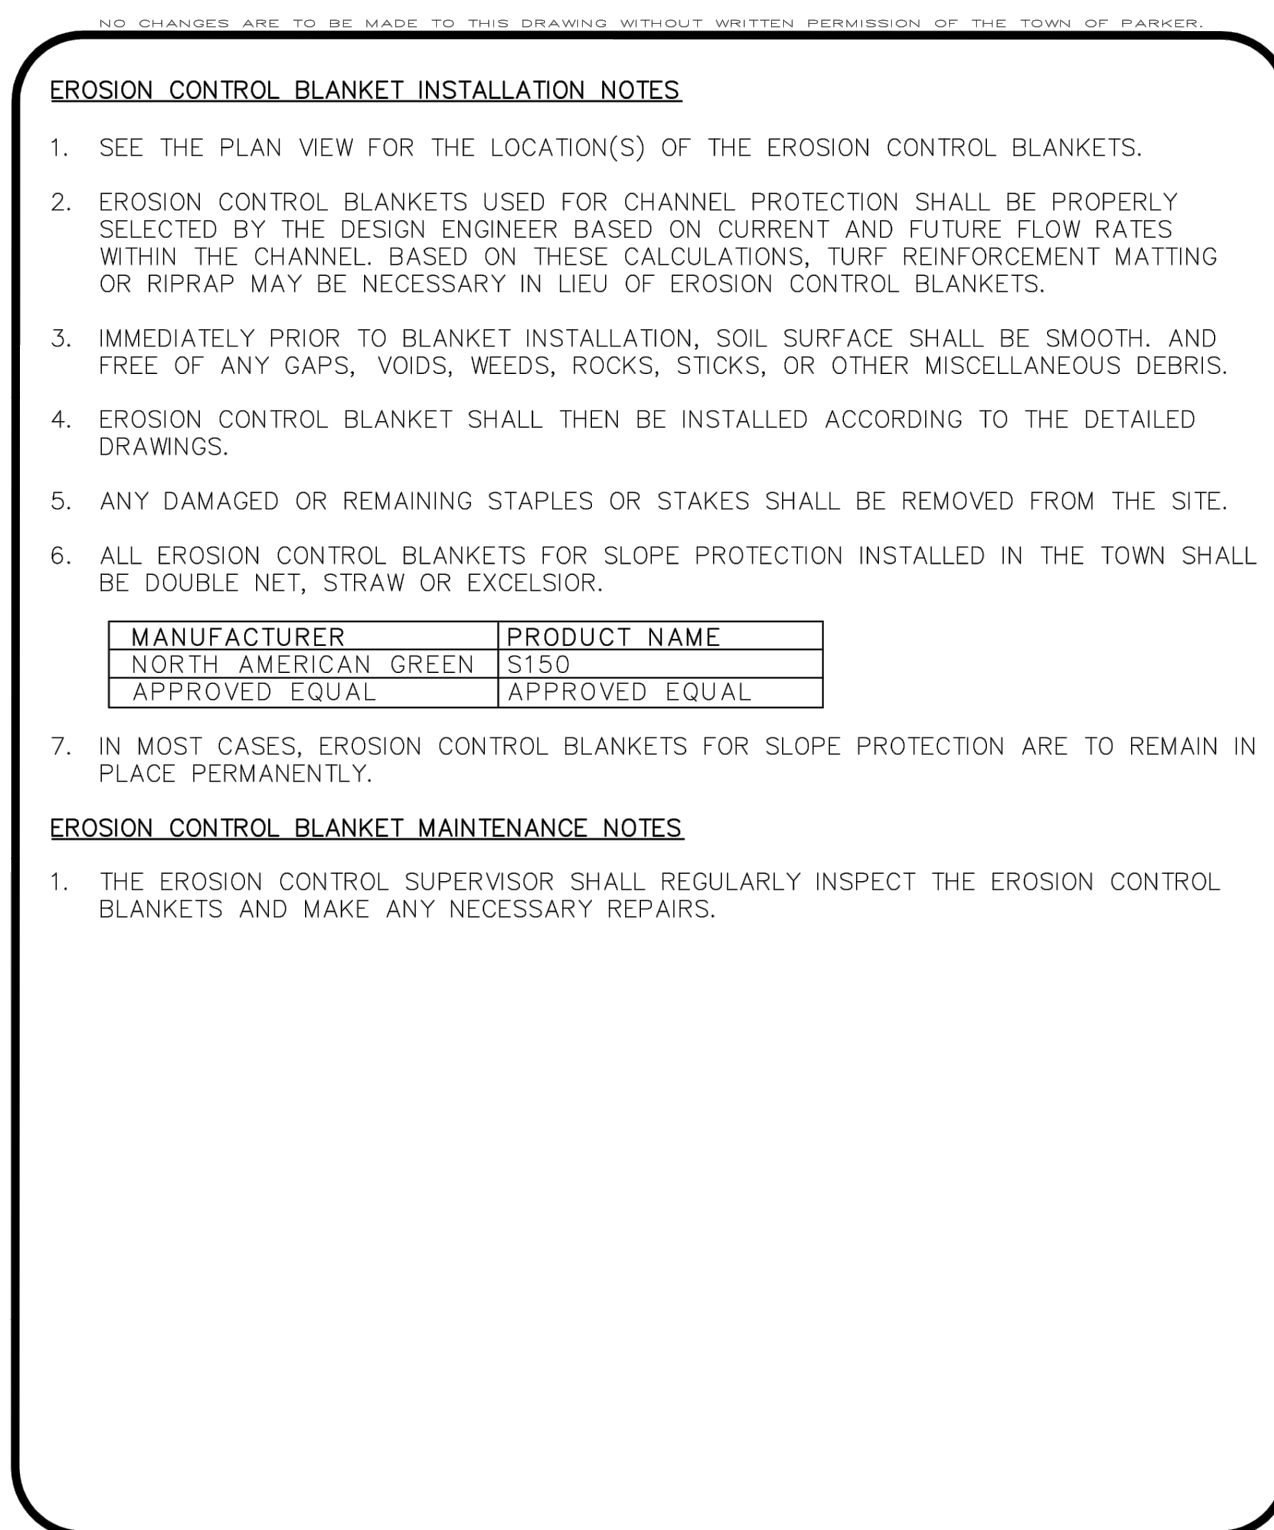 NO CHANGES ARE TO BE MADE TO THIS DRAWING WITHOUT WRITTEN PERMISSION OF THE TOWN OF PARKER.
EROSION CONTROL BLANKET INSTALLATION NOTES
1. SEE THE PLAN VIEW FOR THE LOCATION(S) OF THE EROSION CONTROL BLANKETS.
2. EROSION CONTROL BLANKETS USED FOR CHANNEL PROTECTION SHALL BE PROPERLY
SELECTED BY THE DESIGN ENGINEER BASED ON CURRENT AND FUTURE FLOW RATES
WITHIN THE CHANNEL. BASED ON THESE CALCULATIONS, TURF REINFORCEMENT MATTING
OR RIPRAP MAY BE NECESSARY IN LIEU OF EROSION CONTROL BLANKETS.
3. IMMEDIATELY PRIOR TO BLANKET INSTALLATION, SOIL SURFACE SHALL BE SMOOTH. AND
FREE OF ANY GAPS, VOIDS, WEEDS, ROCKS, STICKS, OR OTHER MISCELLANEOUS DEBRIS.
4. EROSION CONTROL BLANKET SHALL THEN BE INSTALLED ACCORDING TO THE DETAILED
DRAWINGS.
5. ANY DAMAGED OR REMAINING STAPLES OR STAKES SHALL BE REMOVED FROM THE SITE.
6. ALL EROSION CONTROL BLANKETS FOR SLOPE PROTECTION INSTALLED IN THE TOWN SHALL
BE DOUBLE NET, STRAW OR EXCELSIOR.
MANUFACTURER PRODUCT NAME
NORTH AMERICAN GREEN S150
APPROVED EQUAL APPROVED EQUAL
7. IN MOST CASES, EROSION CONTROL BLANKETS FOR SLOPE PROTECTION ARE TO REMAIN IN
PLACE PERMANENTLY.
EROSION CONTROL BLANKET MAINTENANCE NOTES
1. THE EROSION CONTROL SUPERVISOR SHALL REGULARLY INSPECT THE EROSION CONTROL
BLANKETS AND MAKE ANY NECESSARY REPAIRS.